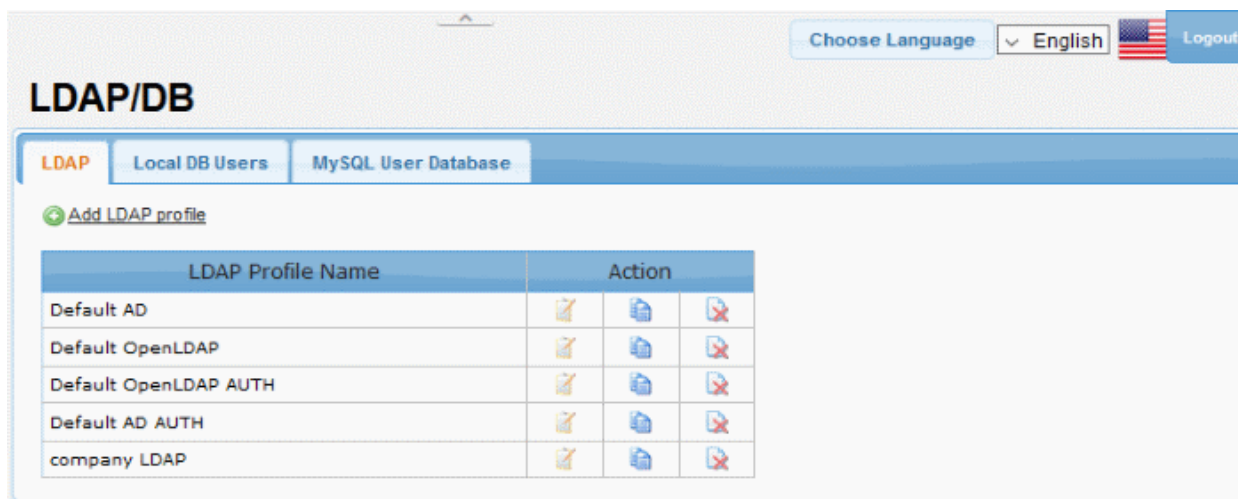 Choose Language English Logout
LDAP/DB
LDAP Local DB Users MySQL User Database
Add LDAP profile
LDAP Profile Name Action
Default AD
Default OpenLDAP
Default OpenLDAP AUTH
Default AD AUTH
company LDAP